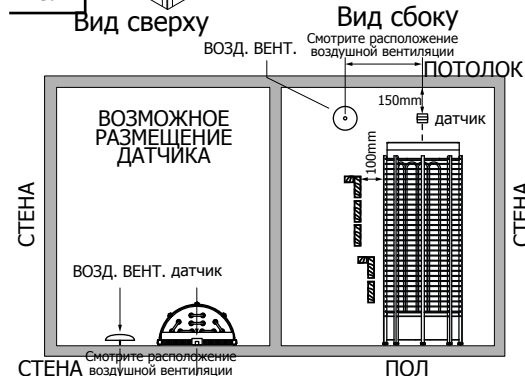 Вид сверху
Вид сбоку
ВОЗД. ВЕНТ.
Смотрите расположение
воздушной вентиляции
ПОТОЛОК
150mm
датчик
100mm
ВОЗМОЖНОЕ
РАЗМЕЩЕНИЕ
ДАТЧИКА
СТЕНА
СТЕНА
ВОЗД. ВЕНТ.
датчик
СТЕНА
Смотрите расположение
воздушной вентиляции
ПОЛ